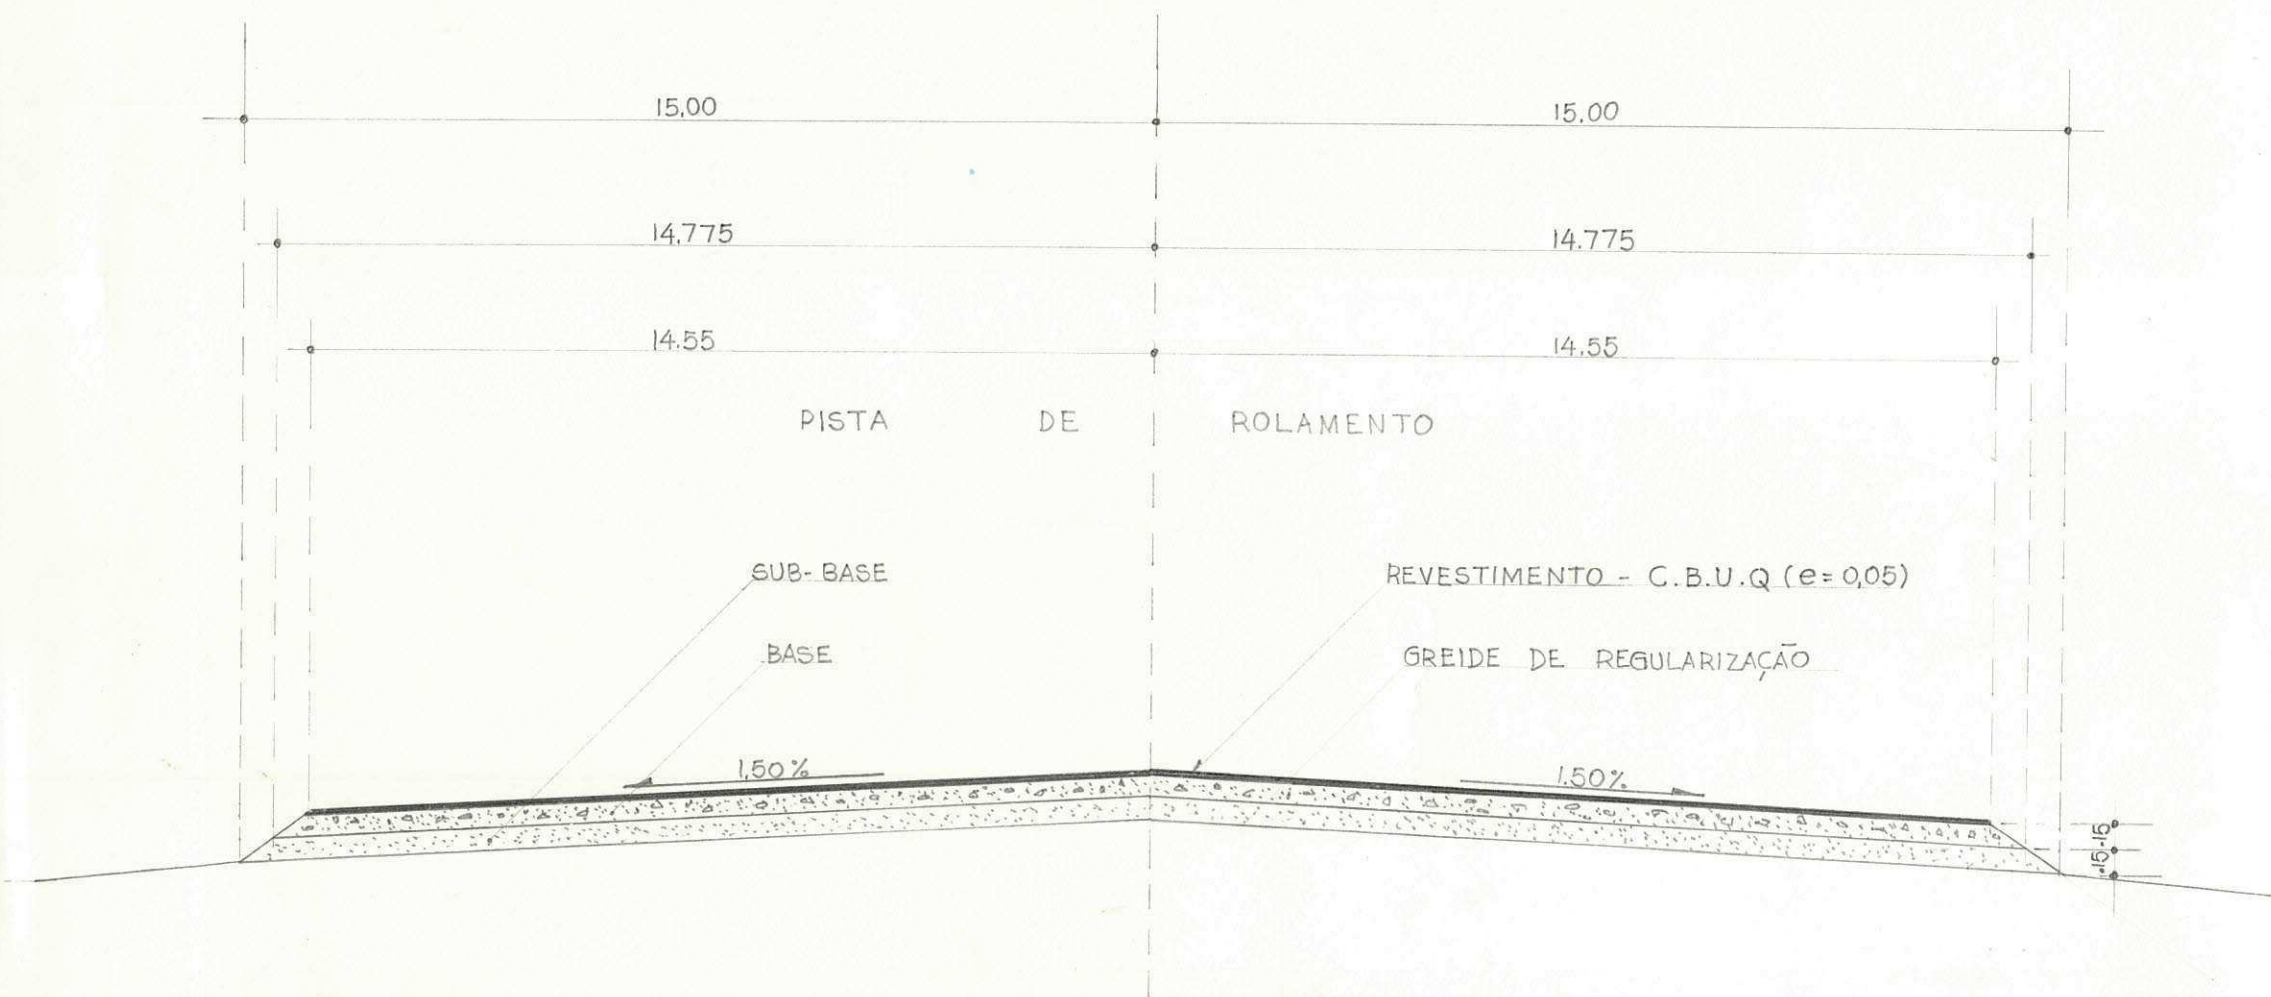 15,00 15,00
14,775 14.775
14.55 14,55
PISTA DE ROLAMENTO
SUB-BASE REVESTIMENTO - C.B.U.Q (e=0,05)
BASE GREIDE DE REGULARIZAÇÃO
1,50% 1.50%
.15 .15